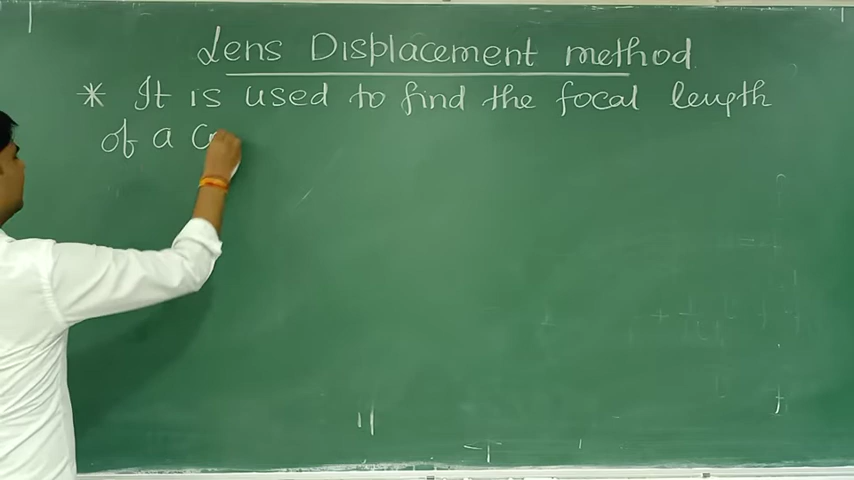 Lens Displacement method
* It is used to find the focal length
of a